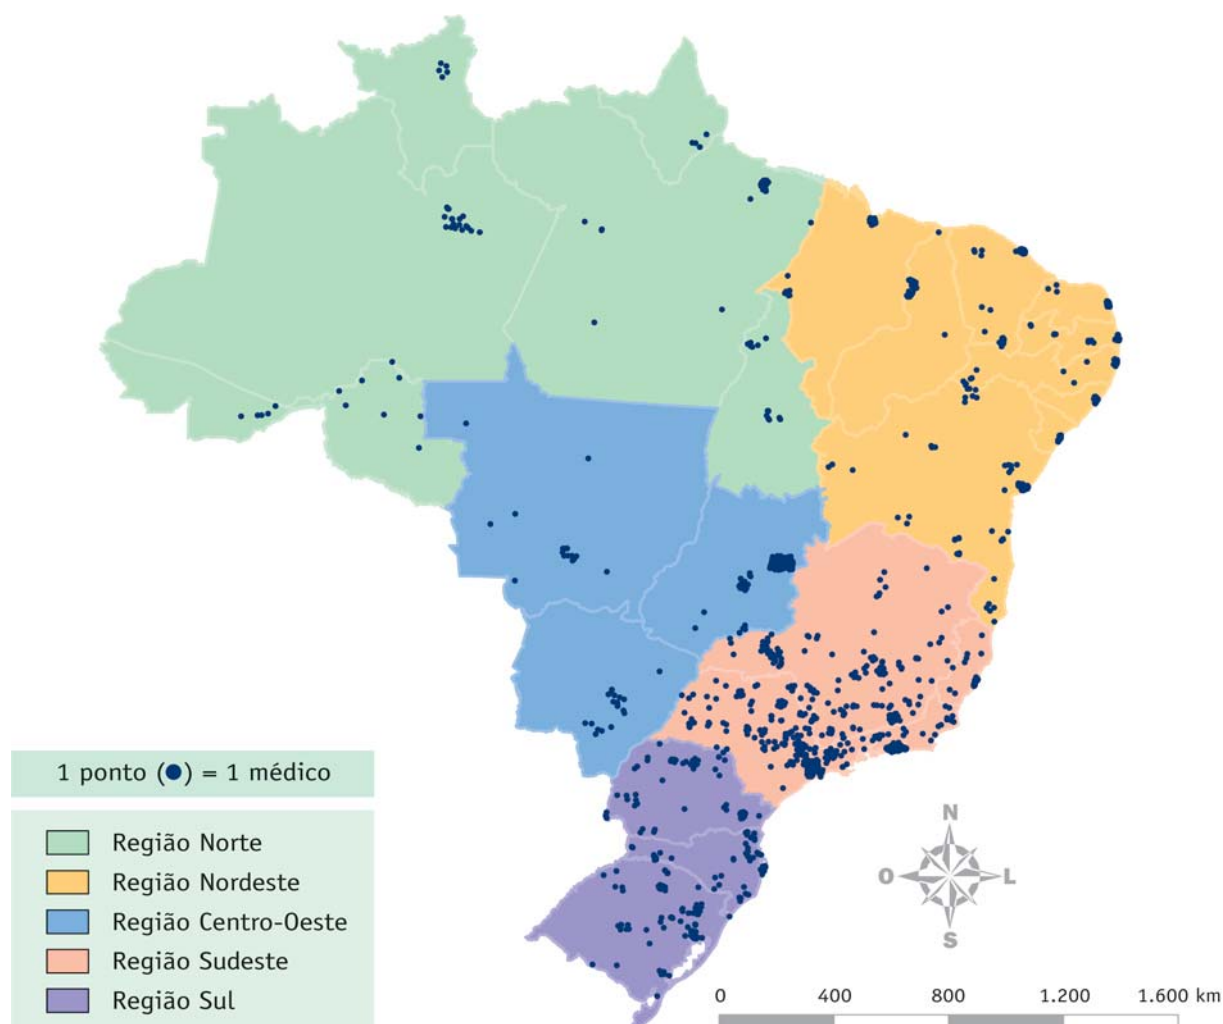 1 ponto (●) = 1 médico
Região Norte
Região Nordeste
Região Centro-Oeste
Região Sudeste
Região Sul
N
O L
S
0 400 800 1.200 1.600 km